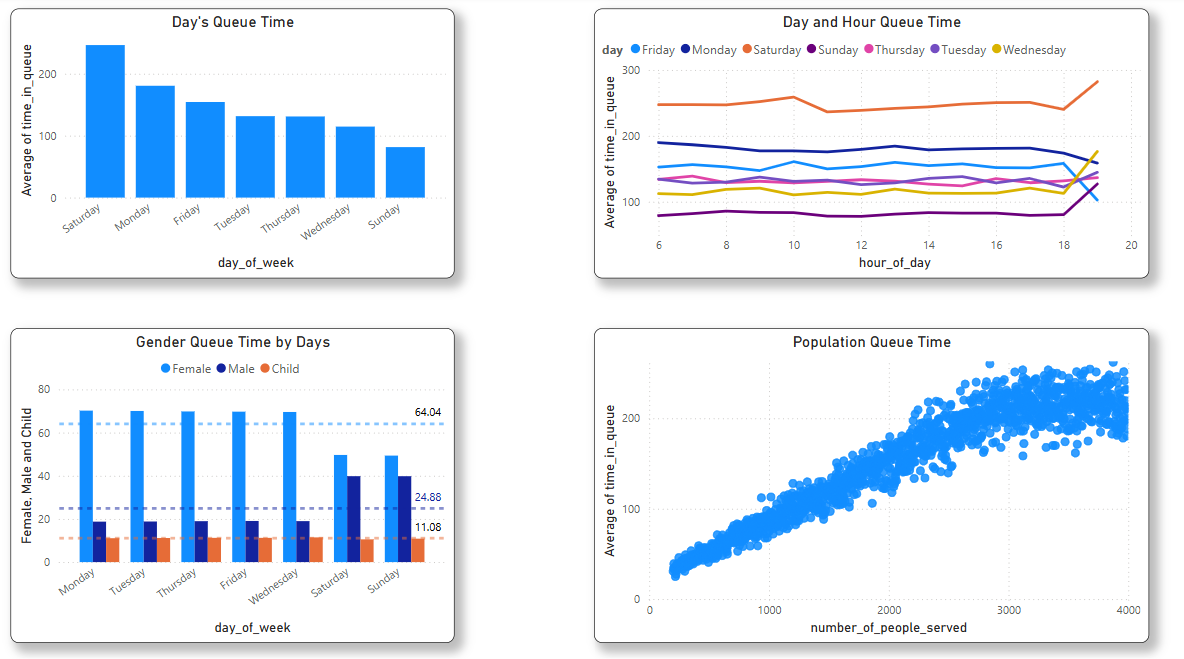 Day's Queue Time
Average of time_in_queue
200
100
0
Saturday
Monday
Friday
Tuesday
Thursday
Wednesday
Sunday
day_of_week
Day and Hour Queue Time
day Friday Monday Saturday Sunday Thursday Tuesday Wednesday
Average of time_in_queue
300
200
100
6 8 10 12 14 16 18 20
hour_of_day
Gender Queue Time by Days
Female Male Child
Female, Male and Child
80
60
40
20
0
64.04
24.88
11.08
Monday
Tuesday
Thursday
Friday
Wednesday
Saturday
Sunday
day_of_week
Population Queue Time
Average of time_in_queue
200
100
0
0 1000 2000 3000 4000
number_of_people_served